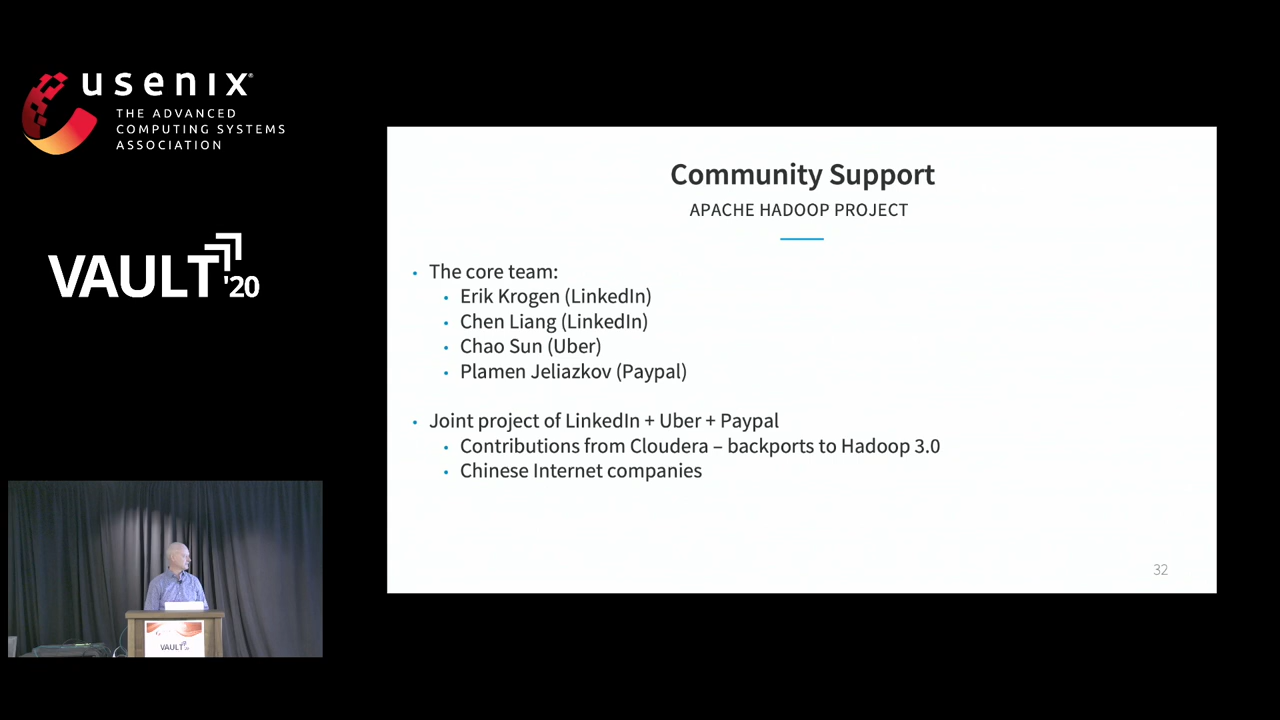 usenix®
THE ADVANCED
COMPUTING SYSTEMS
ASSOCIATION
VAULT '20
Community Support
APACHE HADOOP PROJECT
• The core team:
• Erik Krogen (LinkedIn)
• Chen Liang (LinkedIn)
• Chao Sun (Uber)
• Plamen Jeliazkov (Paypal)
• Joint project of LinkedIn + Uber + Paypal
• Contributions from Cloudera – backports to Hadoop 3.0
• Chinese Internet companies
32
VAULT '20